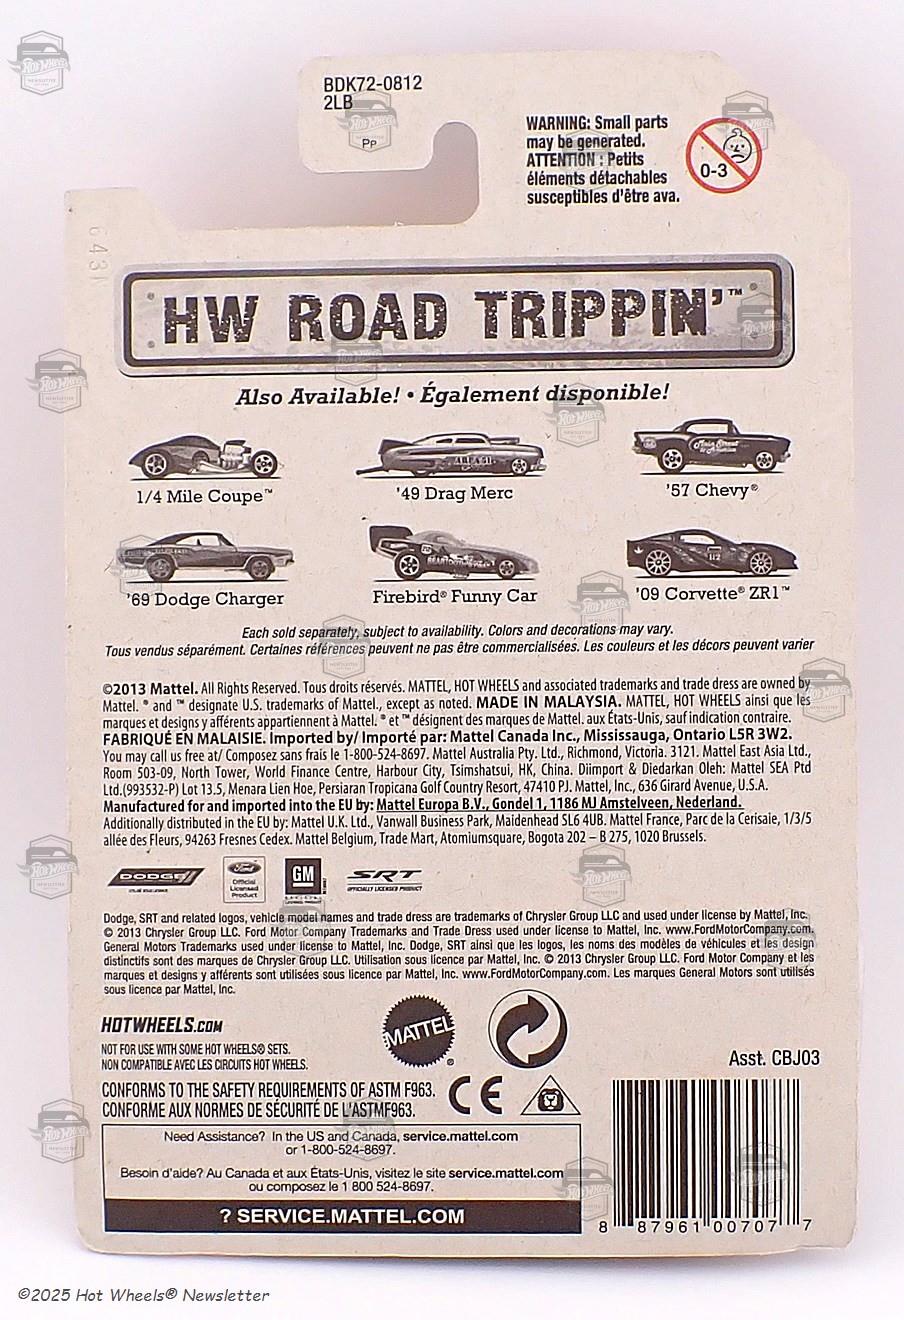 BDK72-0812
2LB
Pp
WARNING: Small parts
may be generated.
ATTENTION : Petits
éléments détachables
susceptibles d'être ava.
0-3
643
HW ROAD TRIPPIN'™
Also Available! • Également disponible!
1/4 Mile Coupe™
'49 Drag Merc
'57 Chevy®
'69 Dodge Charger
Firebird® Funny Car
'09 Corvette® ZR1™
Each sold separately, subject to availability. Colors and decorations may vary.
Tous vendus séparément. Certaines références peuvent ne pas être commercialisées. Les couleurs et les décors peuvent varier
©2013 Mattel. All Rights Reserved. Tous droits réservés. MATTEL, HOT WHEELS and associated trademarks and trade dress are owned by
Mattel. ® and ™ designate U.S. trademarks of Mattel., except as noted. MADE IN MALAYSIA. MATTEL, HOT WHEELS ainsi que les
marques et designs y afférents appartiennent à Mattel. ® et ™ désignent des marques de Mattel. aux États-Unis, sauf indication contraire.
FABRIQUÉ EN MALAISIE. Imported by/ Importé par: Mattel Canada Inc., Mississauga, Ontario L5R 3W2.
You may call us free at/ Composez sans frais le 1-800-524-8697. Mattel Australia Pty. Ltd., Richmond, Victoria. 3121. Mattel East Asia Ltd.,
Room 503-09, North Tower, World Finance Centre, Harbour City, Tsimshatsui, HK, China. Diimport & Diedarkan Oleh: Mattel SEA Ptd
Ltd.(993532-P) Lot 13.5, Menara Lien Hoe, Persiaran Tropicana Golf Country Resort, 47410 PJ. Mattel, Inc., 636 Girard Avenue, U.S.A.
Manufactured for and imported into the EU by: Mattel Europa B.V., Gondel 1, 1186 MJ Amstelveen, Nederland.
Additionally distributed in the EU by: Mattel U.K. Ltd., Vanwall Business Park, Maidenhead SL6 4UB. Mattel France, Parc de la Cerisaie, 1/3/5
allée des Fleurs, 94263 Fresnes Cedex. Mattel Belgium, Trade Mart, Atomiumsquare, Bogota 202 – B 275, 1020 Brussels.
DODGE
Ford
Official
Licensed
Product
GM
SRT
OFFICIALLY LICENSED PRODUCT
Dodge, SRT and related logos, vehicle model names and trade dress are trademarks of Chrysler Group LLC and used under license by Mattel, Inc.
© 2013 Chrysler Group LLC. Ford Motor Company Trademarks and Trade Dress used under license to Mattel, Inc. www.FordMotorCompany.com.
General Motors Trademarks used under license to Mattel, Inc. Dodge, SRT ainsi que les logos, les noms des modèles de véhicules et les design
distinctifs sont des marques de Chrysler Group LLC. Utilisation sous licence par Mattel, Inc. © 2013 Chrysler Group LLC. Ford Motor Company et les
marques et designs y afférents sont utilisées sous licence par Mattel, Inc. www.FordMotorCompany.com. Les marques General Motors sont utilisés
sous licence par Mattel, Inc.
HOTWHEELS.COM
NOT FOR USE WITH SOME HOT WHEELS® SETS.
NON COMPATIBLE AVEC LES CIRCUITS HOT WHEELS.
MATTEL®
Asst. CBJ03
CONFORMS TO THE SAFETY REQUIREMENTS OF ASTM F963.
CONFORME AUX NORMES DE SÉCURITÉ DE L'ASTMF963.
CE
Need Assistance? In the US and Canada, service.mattel.com
or 1-800-524-8697.
Besoin d'aide? Au Canada et aux États-Unis, visitez le site service.mattel.com
ou composez le 1 800 524-8697.
? SERVICE.MATTEL.COM
8 87961 00707 7
©2025 Hot Wheels® Newsletter